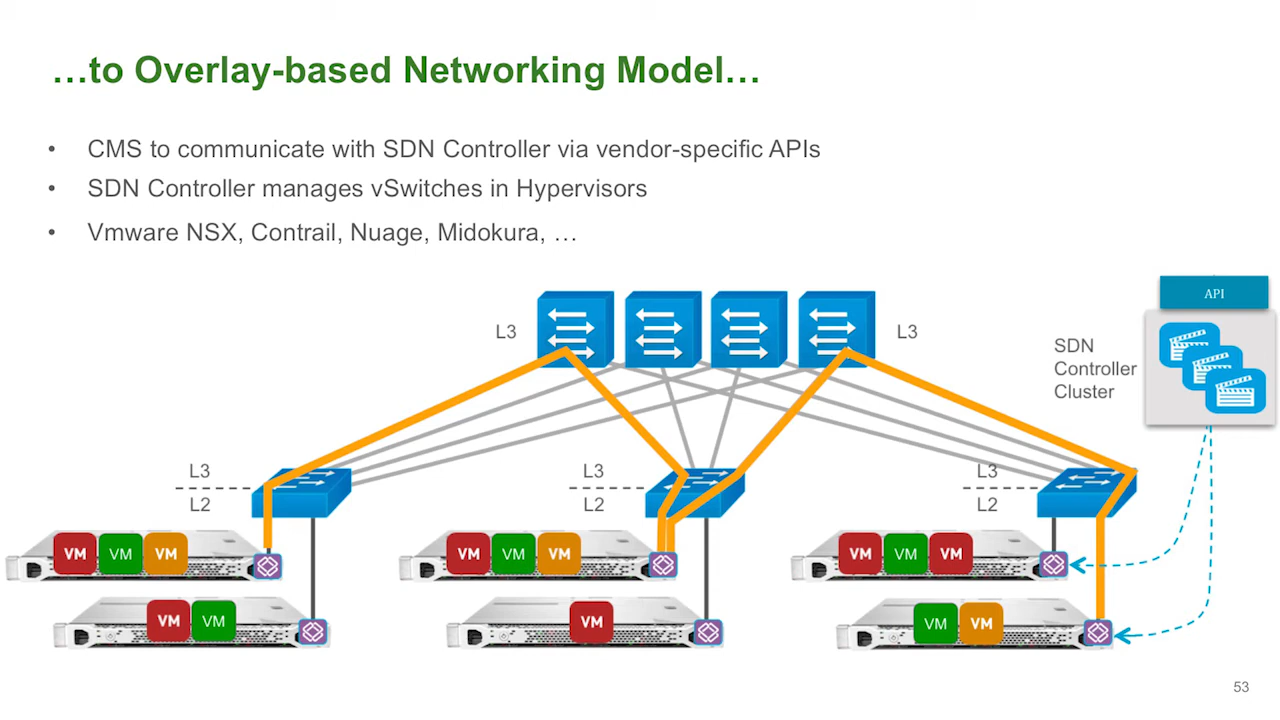 …to Overlay-based Networking Model…
• CMS to communicate with SDN Controller via vendor-specific APIs
• SDN Controller manages vSwitches in Hypervisors
• Vmware NSX, Contrail, Nuage, Midokura, …
API
L3
L3
SDN
Controller
Cluster
L3
L3
L3
L2
L2
L2
VM VM VM
VM VM VM
VM VM VM
VM VM
VM
VM VM
53